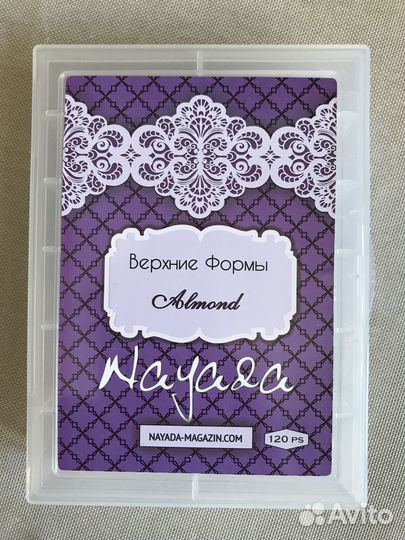 Верхние Формы
Almond
Nayada
NAYADA-MAGAZIN.COM
120 PS
Avito